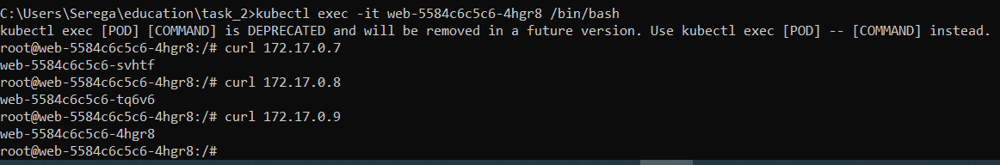 C:\Users\Serega\education\task_2>kubectl exec -it web-5584c6c5c6-4hgr8 /bin/bash
kubectl exec [POD] [COMMAND] is DEPRECATED and will be removed in a future version. Use kubectl exec [POD] -- [COMMAND] instead.
root@web-5584c6c5c6-4hgr8:/# curl 172.17.0.7
web-5584c6c5c6-svhtf
root@web-5584c6c5c6-4hgr8:/# curl 172.17.0.8
web-5584c6c5c6-tq6v6
root@web-5584c6c5c6-4hgr8:/# curl 172.17.0.9
web-5584c6c5c6-4hgr8
root@web-5584c6c5c6-4hgr8:/#